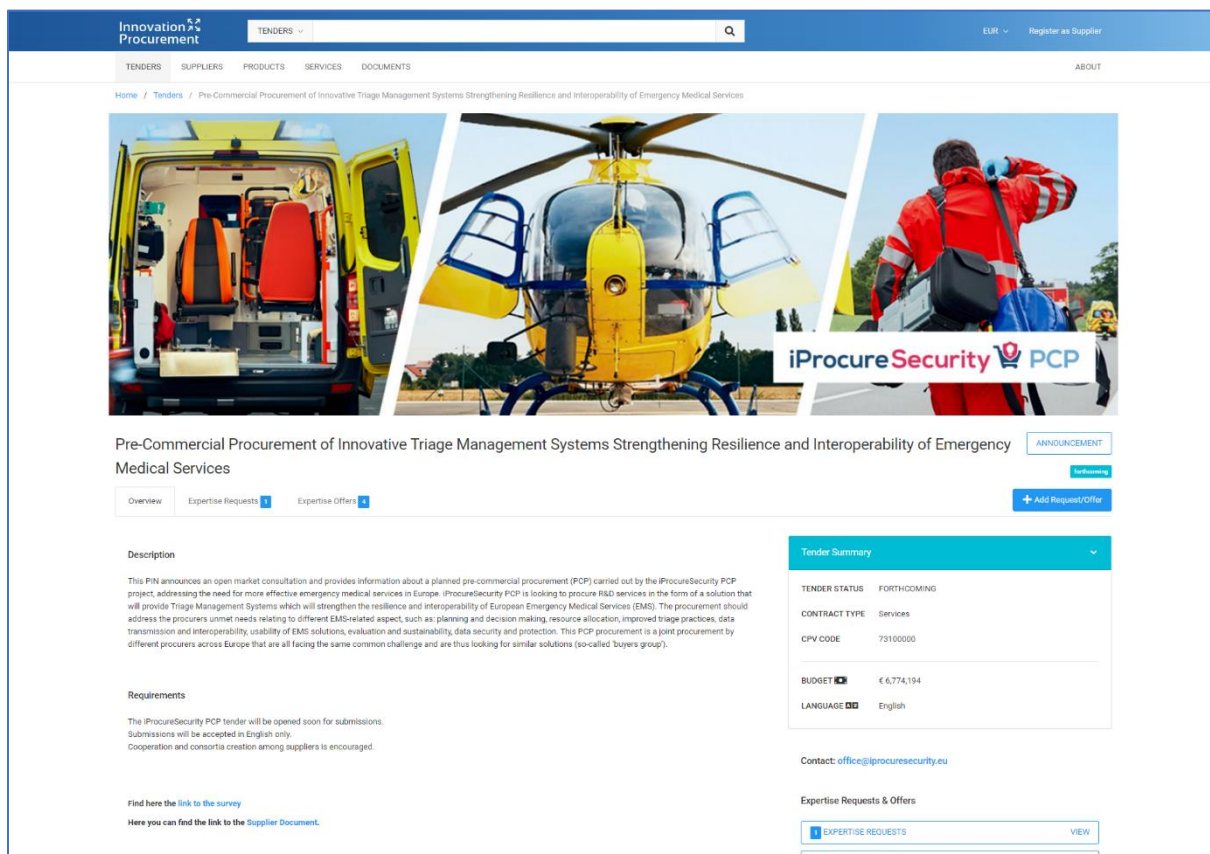 Innovation
Procurement
TENDERS
EUR
Register as Supplier
TENDERS SUPPLIERS PRODUCTS SERVICES DOCUMENTS ABOUT
Home / Tenders / Pre-Commercial Procurement of Innovative Triage Management Systems Strengthening Resilience and Interoperability of Emergency Medical Services
iProcureSecurity PCP
Pre-Commercial Procurement of Innovative Triage Management Systems Strengthening Resilience and Interoperability of Emergency
Medical Services
ANNOUNCEMENT
forthcoming
Overview Expertise Requests 1 Expertise Offers 4
+ Add Request/Offer
Description
This PIN announces an open market consultation and provides information about a planned pre-commercial procurement (PCP) carried out by the iProcureSecurity PCP
project, addressing the need for more effective emergency medical services in Europe. iProcureSecurity PCP is looking to procure R&D services in the form of a solution that
will provide Triage Management Systems which will strengthen the resilience and interoperability of European Emergency Medical Services (EMS). The procurement should
address the procurers unmet needs relating to different EMS-related aspect, such as: planning and decision making, resource allocation, improved triage practices, data
transmission and interoperability, usability of EMS solutions, evaluation and sustainability, data security and protection. This PCP procurement is a joint procurement by
different procurers across Europe that are all facing the same common challenge and are thus looking for similar solutions (so-called 'buyers group').
Requirements
The iProcureSecurity PCP tender will be opened soon for submissions.
Submissions will be accepted in English only.
Cooperation and consortia creation among suppliers is encouraged.
Find here the link to the survey
Here you can find the link to the Supplier Document.
Tender Summary
TENDER STATUS FORTHCOMING
CONTRACT TYPE Services
CPV CODE 73100000
BUDGET € 6,774,194
LANGUAGE English
Contact: office@iprocuresecurity.eu
Expertise Requests & Offers
1 EXPERTISE REQUESTS VIEW